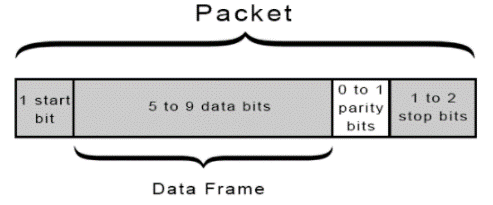 Packet
1 start
bit
5 to 9 data bits
0 to 1
parity
bits
1 to 2
stop bits
Data Frame